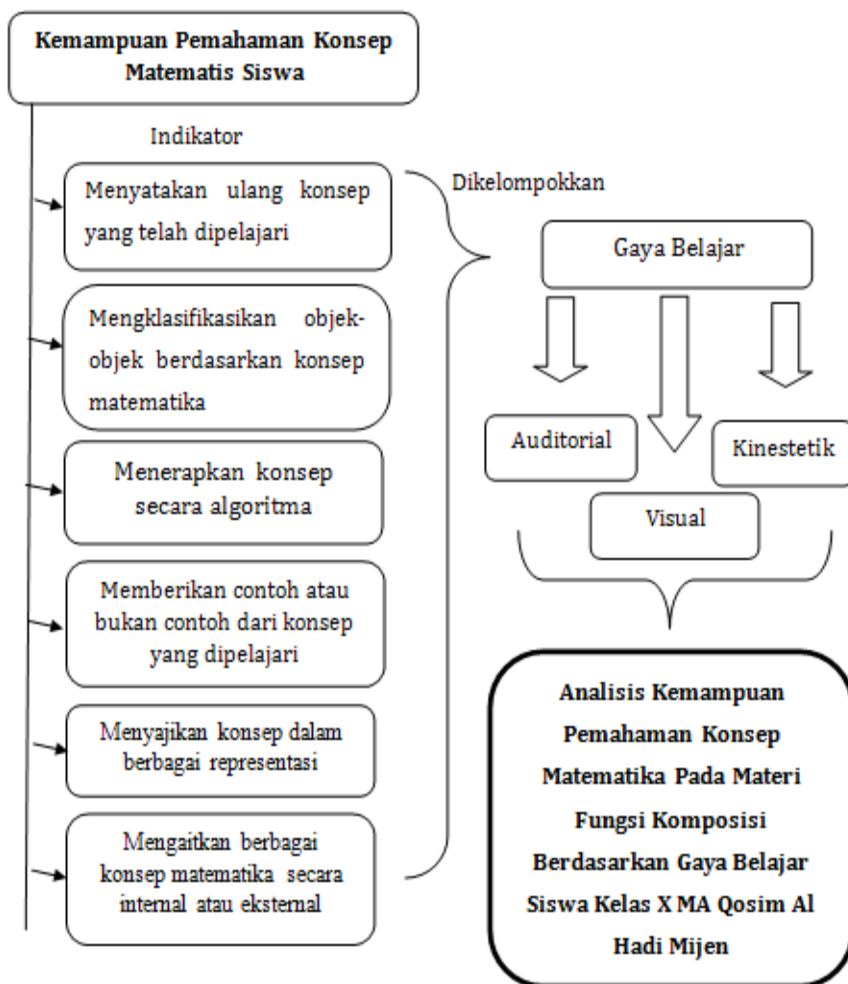 Kemampuan Pemahaman Konsep
Matematis Siswa
Indikator
Menyatakan ulang konsep
yang telah dipelajari
Mengklasifikasikan objek-
objek berdasarkan konsep
matematika
Menerapkan konsep
secara algoritma
Memberikan contoh atau
bukan contoh dari konsep
yang dipelajari
Menyajikan konsep dalam
berbagai representasi
Mengaitkan berbagai
konsep matematika secara
internal atau eksternal
Dikelompokkan
Gaya Belajar
Auditorial
Visual
Kinestetik
Analisis Kemampuan
Pemahaman Konsep
Matematika Pada Materi
Fungsi Komposisi
Berdasarkan Gaya Belajar
Siswa Kelas X MA Qosim Al
Hadi Mijen